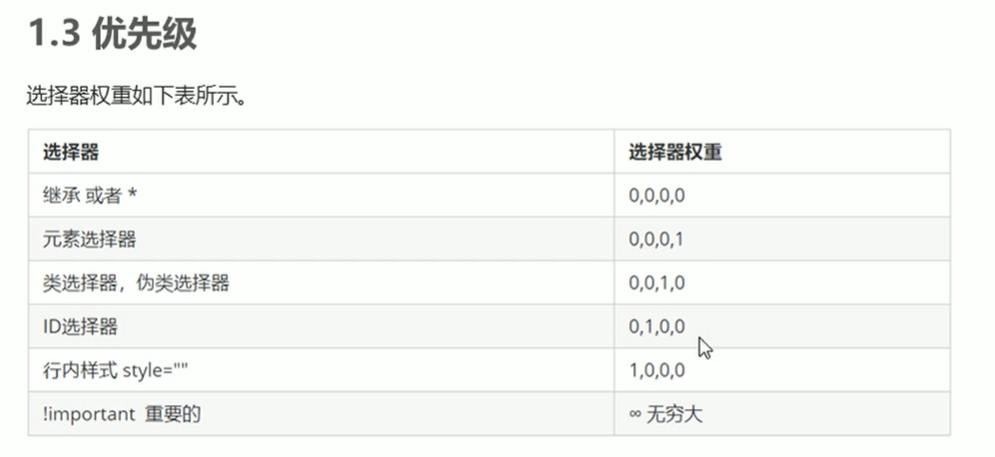 1.3 优先级
选择器权重如下表所示。
选择器 选择器权重
继承 或者 * 0,0,0,0
元素选择器 0,0,0,1
类选择器，伪类选择器 0,0,1,0
ID选择器 0,1,0,0
行内样式 style="" 1,0,0,0
!important 重要的 ∞ 无穷大